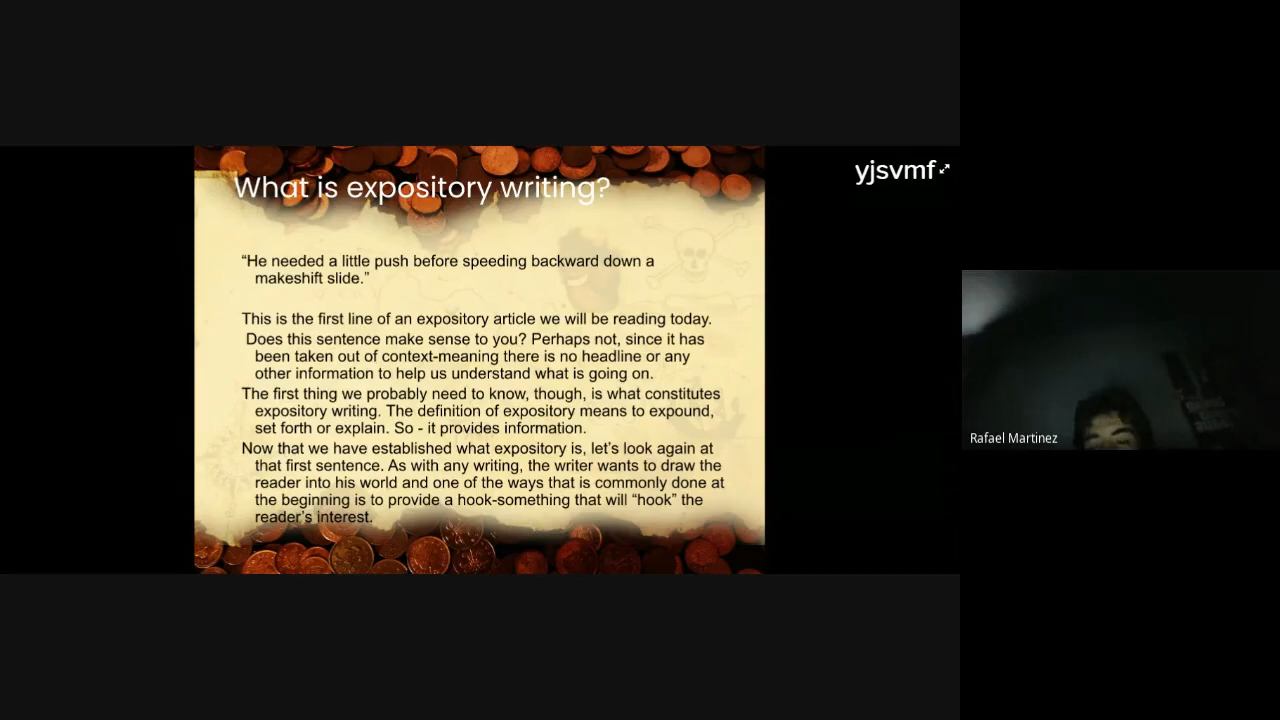 What is expository writing?
yjsvmf
“He needed a little push before speeding backward down a
makeshift slide.”
This is the first line of an expository article we will be reading today.
Does this sentence make sense to you? Perhaps not, since it has
been taken out of context-meaning there is no headline or any
other information to help us understand what is going on.
The first thing we probably need to know, though, is what constitutes
expository writing. The definition of expository means to expound,
set forth or explain. So - it provides information.
Now that we have established what expository is, let’s look again at
that first sentence. As with any writing, the writer wants to draw the
reader into his world and one of the ways that is commonly done at
the beginning is to provide a hook-something that will “hook” the
reader’s interest.
Rafael Martinez